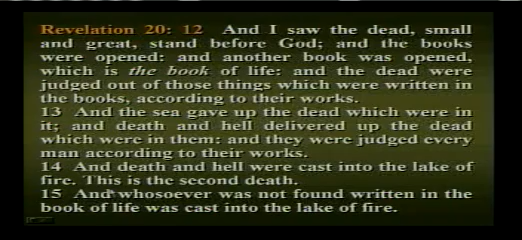 Revelation 20: 12 And I saw the dead, small
and great, stand before God; and the books
were opened: and another book was opened,
which is the book of life: and the dead were
judged out of those things which were written in
the books, according to their works.
13 And the sea gave up the dead which were in
it; and death and hell delivered up the dead
which were in them: and they were judged every
man according to their works.
14 And death and hell were cast into the lake of
fire. This is the second death.
15 And whosoever was not found written in the
book of life was cast into the lake of fire.